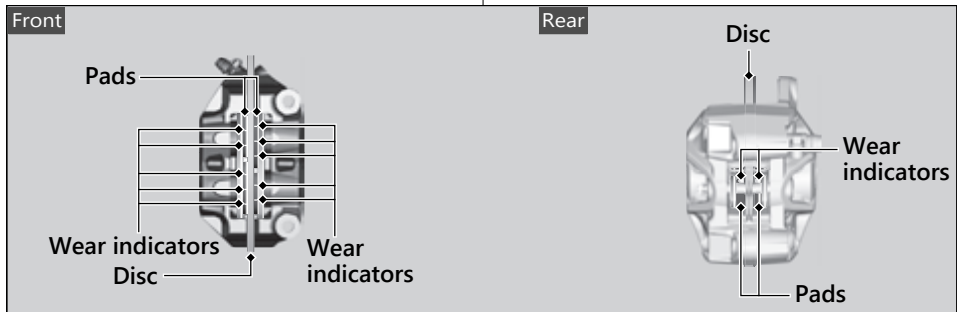 Front
Pads
Wear indicators
Disc
Wear
indicators
Rear
Disc
Wear
indicators
Pads